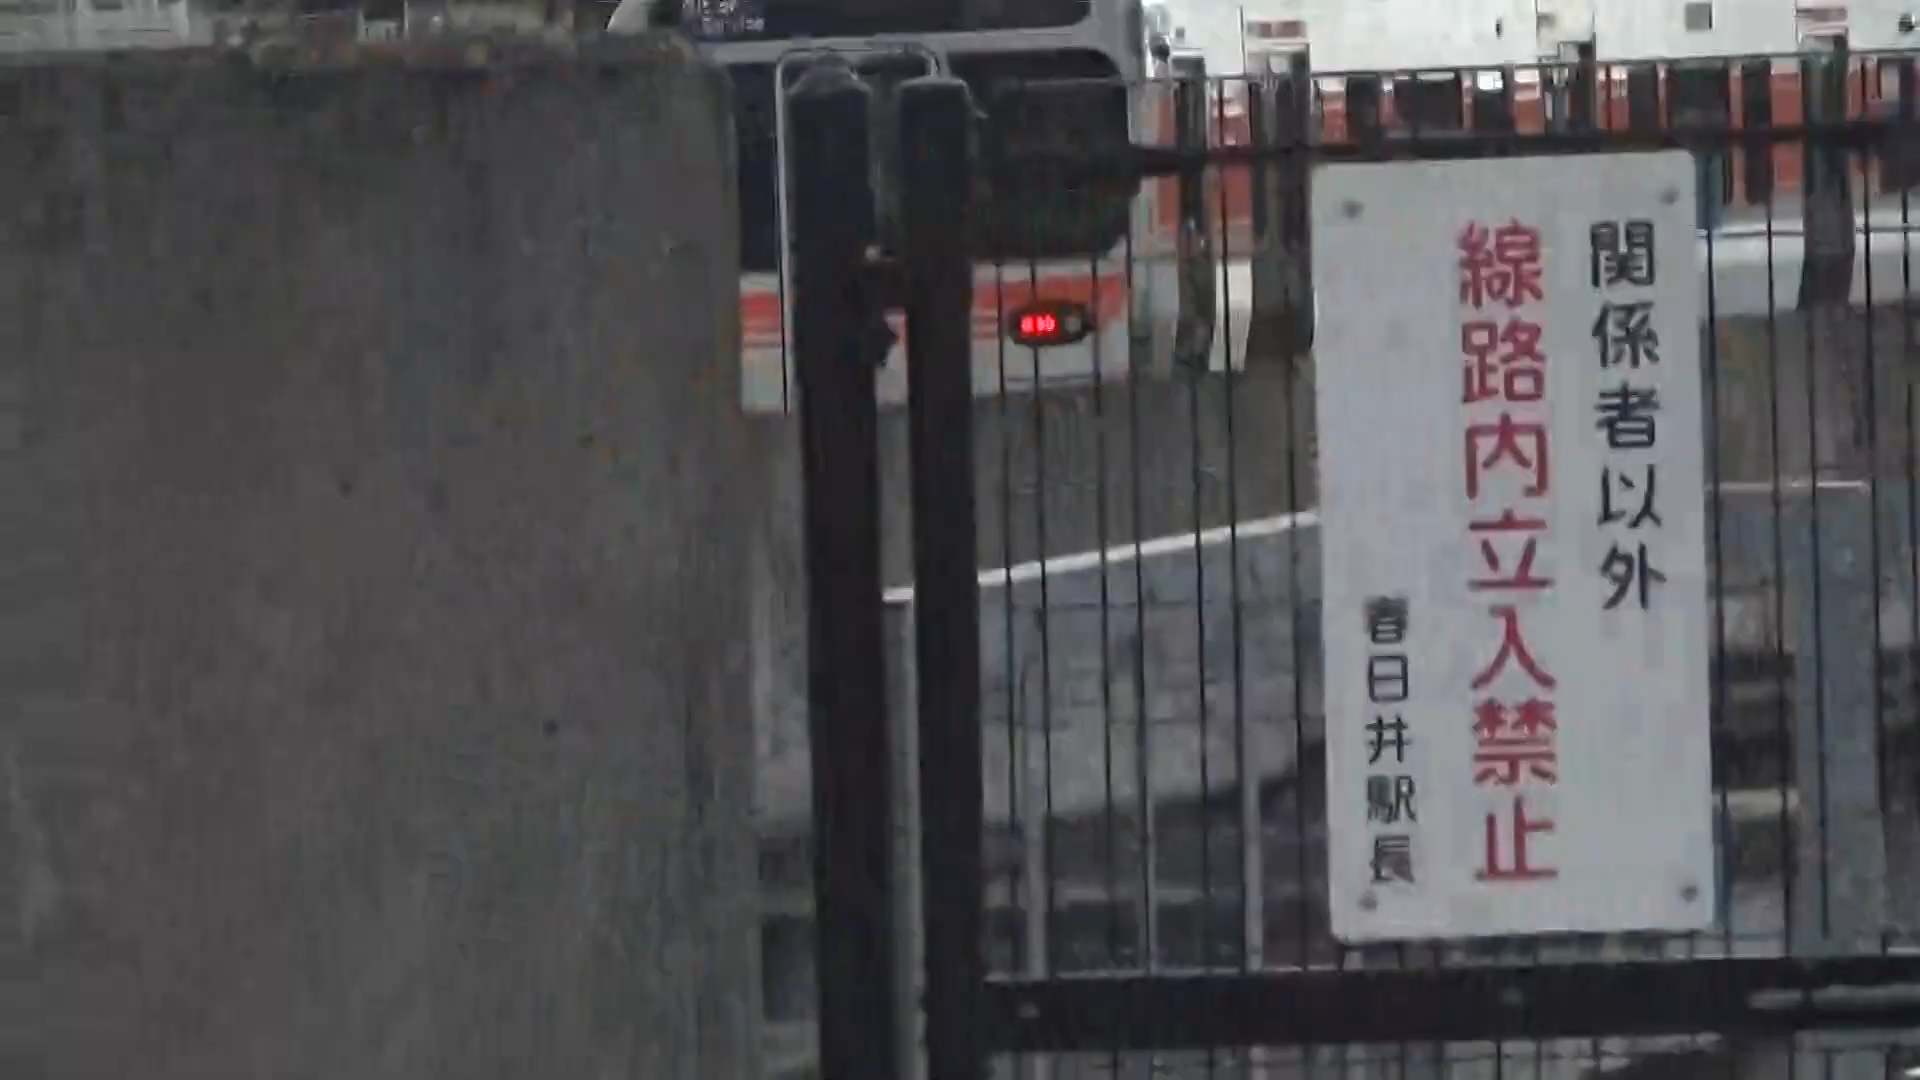 関係者以外
線路内立入禁止
春日井駅長